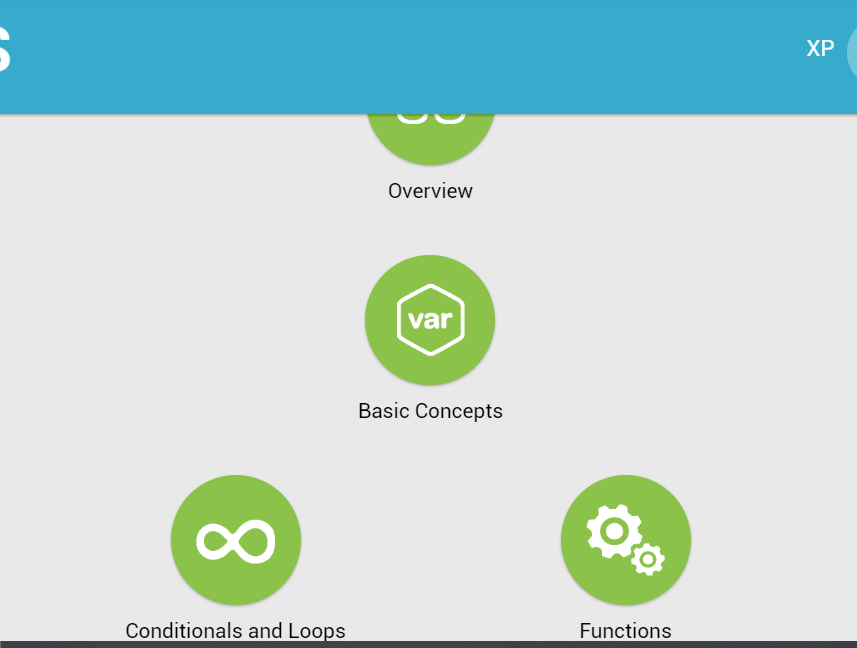 S
XP
Overview
var
Basic Concepts
Conditionals and Loops
Functions